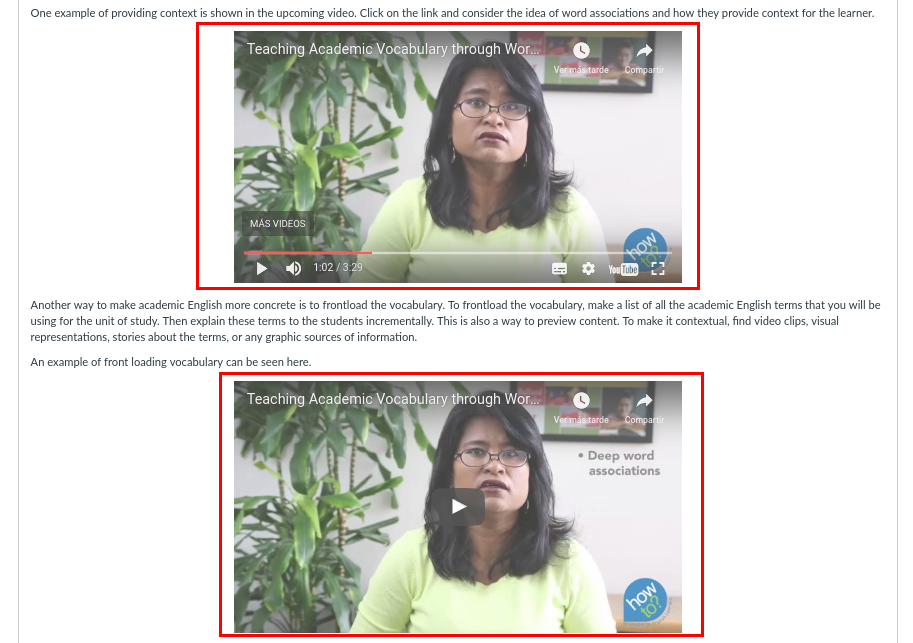 One example of providing context is shown in the upcoming video. Click on the link and consider the idea of word associations and how they provide context for the learner.
Teaching Academic Vocabulary through Wor...
Ver más tarde
Compartir
MÁS VIDEOS
how
to?
1:02 / 3:29
YouTube
Another way to make academic English more concrete is to frontload the vocabulary. To frontload the vocabulary, make a list of all the academic English terms that you will be
using for the unit of study. Then explain these terms to the students incrementally. This is also a way to preview content. To make it contextual, find video clips, visual
representations, stories about the terms, or any graphic sources of information.
An example of front loading vocabulary can be seen here.
Teaching Academic Vocabulary through Wor...
Ver más tarde
Compartir
• Deep word
associations
how
to?